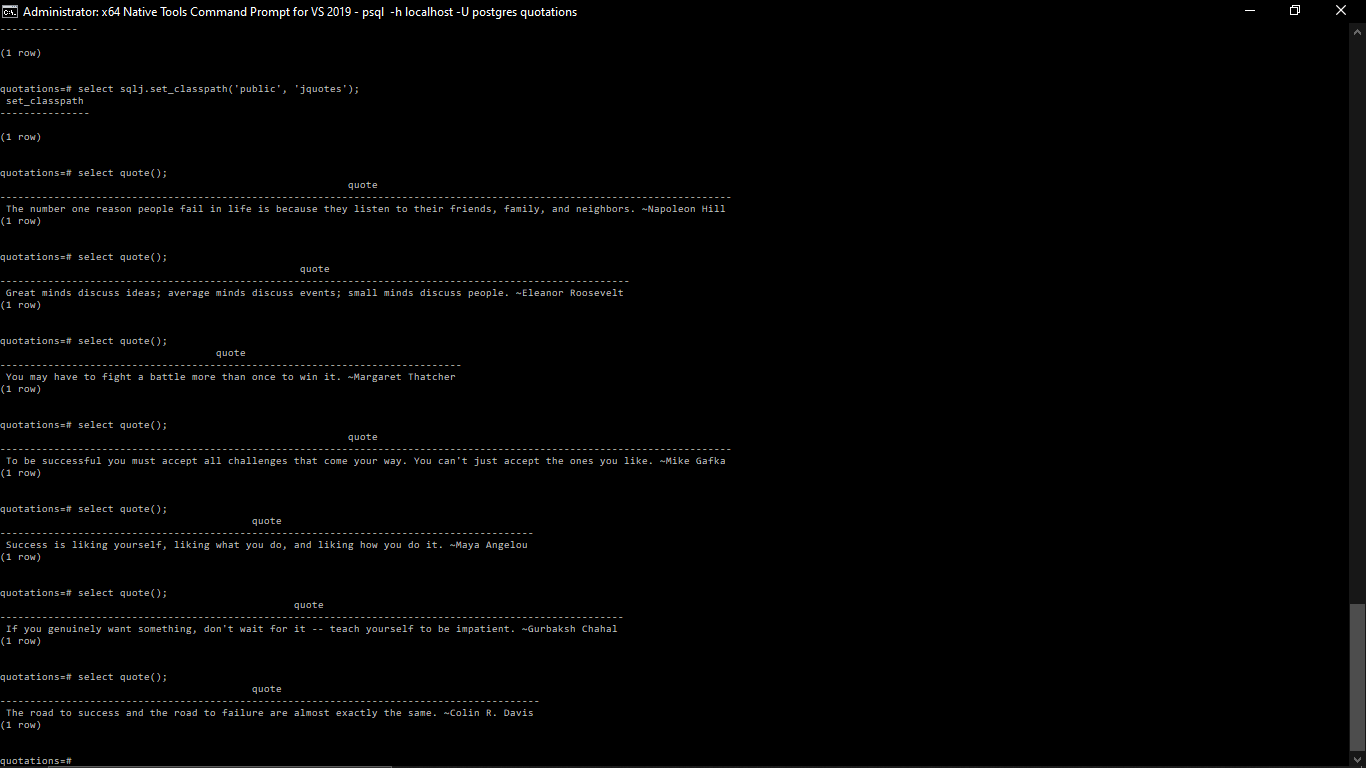 Administrator: x64 Native Tools Command Prompt for VS 2019 - psql  -h localhost -U postgres quotations
-------------
(1 row)
quotations=# select sqlj.set_classpath('public', 'jquotes');
 set_classpath
---------------
(1 row)
quotations=# select quote();
quote
-------------------------------------------------------------------------------------------------------------------------
 The number one reason people fail in life is because they listen to their friends, family, and neighbors. ~Napoleon Hill
(1 row)
quotations=# select quote();
quote
--------------------------------------------------------------------------------------------------------
 Great minds discuss ideas; average minds discuss events; small minds discuss people. ~Eleanor Roosevelt
(1 row)
quotations=# select quote();
quote
----------------------------------------------------------------------------
 You may have to fight a battle more than once to win it. ~Margaret Thatcher
(1 row)
quotations=# select quote();
quote
-------------------------------------------------------------------------------------------------------------------------
 To be successful you must accept all challenges that come your way. You can't just accept the ones you like. ~Mike Gafka
(1 row)
quotations=# select quote();
quote
----------------------------------------------------------------------------------------
 Success is liking yourself, liking what you do, and liking how you do it. ~Maya Angelou
(1 row)
quotations=# select quote();
quote
-------------------------------------------------------------------------------------------------------
 If you genuinely want something, don't wait for it -- teach yourself to be impatient. ~Gurbaksh Chahal
(1 row)
quotations=# select quote();
quote
-----------------------------------------------------------------------------------------
 The road to success and the road to failure are almost exactly the same. ~Colin R. Davis
(1 row)
quotations=#